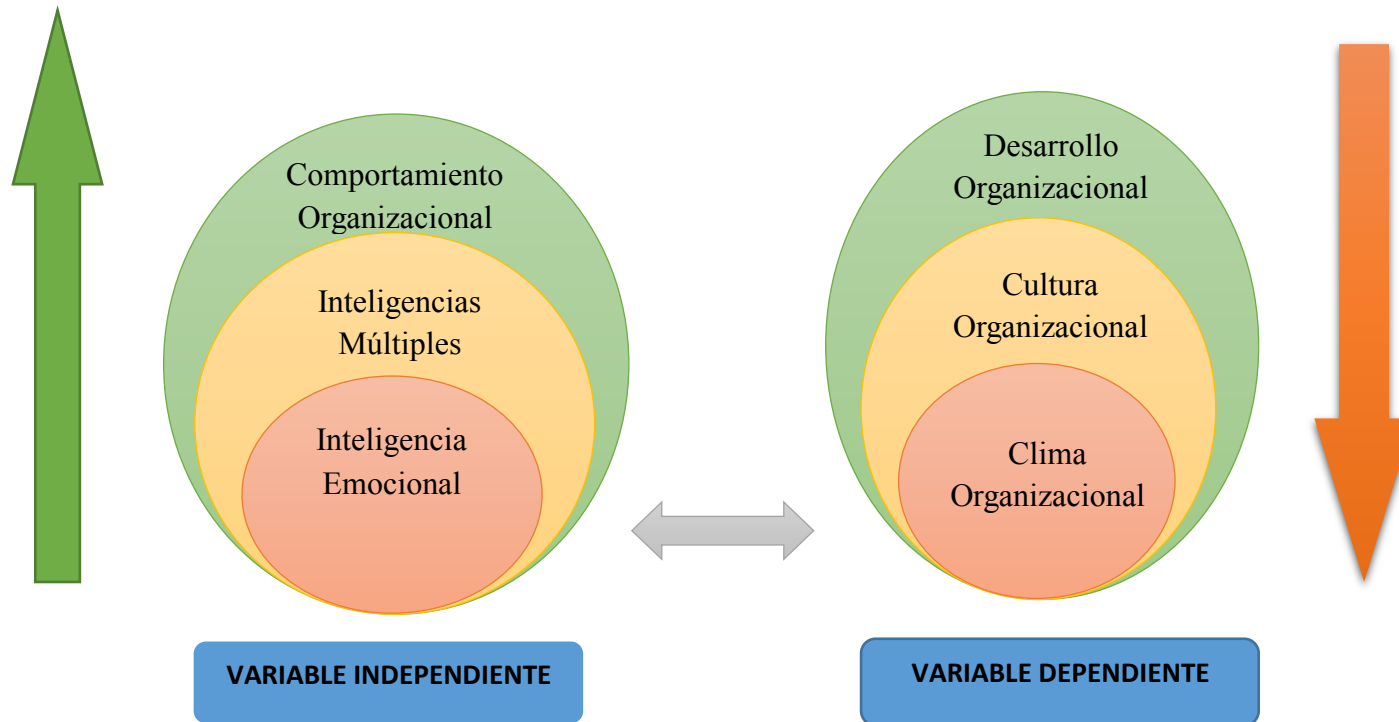 Comportamiento
Organizacional
Inteligencias
Múltiples
Inteligencia
Emocional
VARIABLE INDEPENDIENTE
Desarrollo
Organizacional
Cultura
Organizacional
Clima
Organizacional
VARIABLE DEPENDIENTE